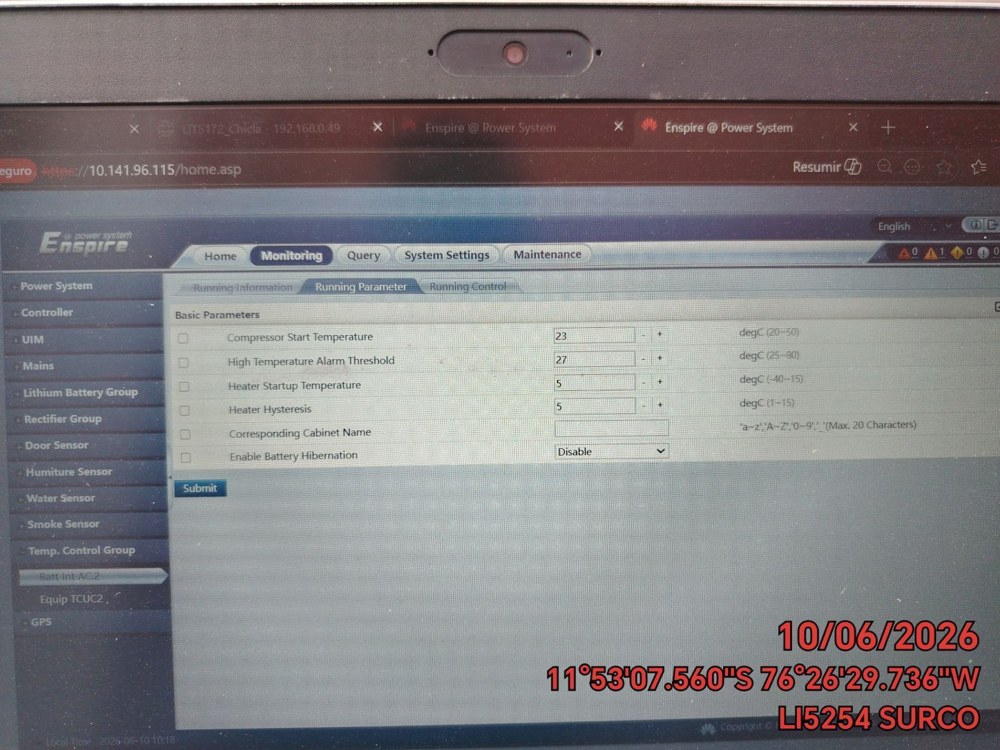 LIT5172 Chicla - 192.168.0.49
Enspire @ Power System
Enspire @ Power System
eguro https://10.141.96.115/home.asp
Resumir
Enspire @ power system
English
Home
Monitoring
Query
System Settings
Maintenance
0 1 0 0
Power System
Controller
UIM
Mains
Lithium Battery Group
Rectifier Group
Door Sensor
Humiture Sensor
Water Sensor
Smoke Sensor
Temp. Control Group
Batt Int AC.2
Equip TCUC2
GPS
Running Information
Running Parameter
Running Control
Basic Parameters
Compressor Start Temperature 23 - + degC (20~50)
High Temperature Alarm Threshold 27 - + degC (25~80)
Heater Startup Temperature 5 - + degC (-40~15)
Heater Hysteresis 5 - + degC (1~15)
Corresponding Cabinet Name 'a~z','A~Z','0~9','_'(Max. 20 Characters)
Enable Battery Hibernation Disable
Submit
10/06/2026
11°53'07.560"S 76°26'29.736"W
LI5254 SURCO
Copyright ©
Local Time 2026-06-10 10:18